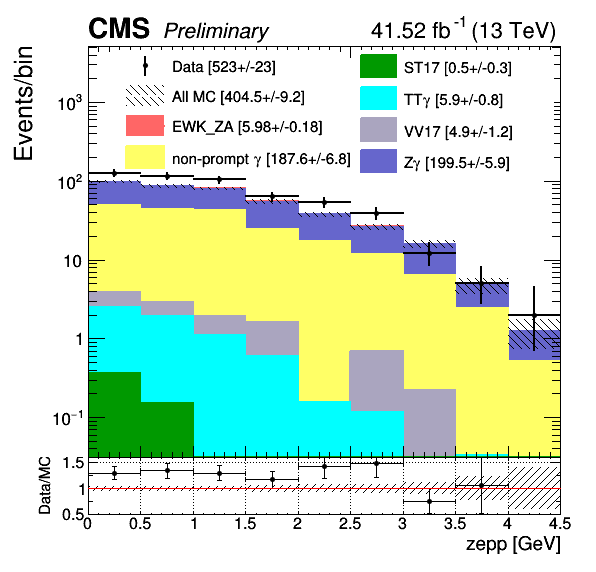 CMS Preliminary 41.52 fb⁻¹ (13 TeV)
Events/bin
Data [523+/-23]
All MC [404.5+/-9.2]
EWK_ZA [5.98+/-0.18]
non-prompt γ [187.6+/-6.8]
ST17 [0.5+/-0.3]
TTγ [5.9+/-0.8]
VV17 [4.9+/-1.2]
Zγ [199.5+/-5.9]
10³
10²
10
1
10⁻¹
Data/MC
1.5
1
0.5
0 0.5 1 1.5 2 2.5 3 3.5 4 4.5
zepp [GeV]